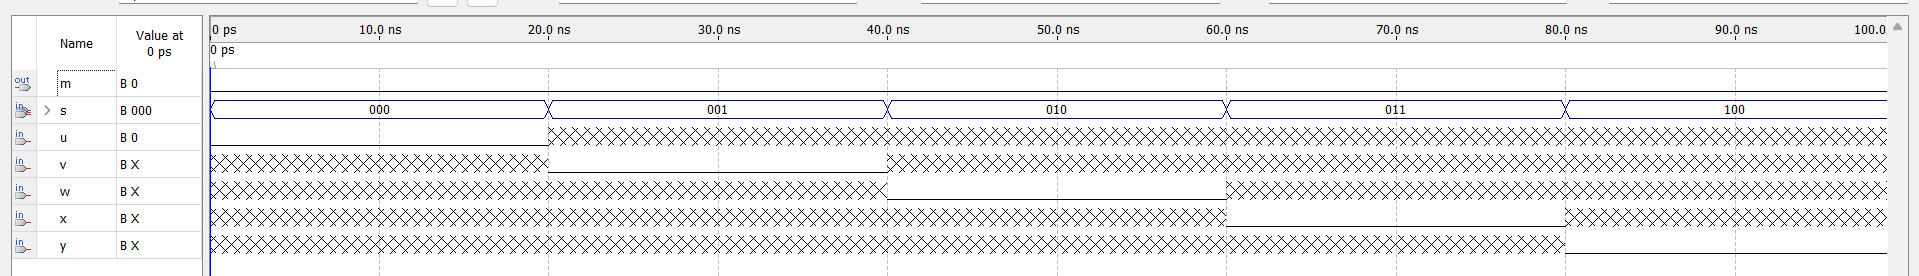 Name Value at 0 ps
0 ps 10.0 ns 20.0 ns 30.0 ns 40.0 ns 50.0 ns 60.0 ns 70.0 ns 80.0 ns 90.0 ns 100.0
0 ps
out m B 0
in s B 000 000 001 010 011 100
in u B 0
in v B X
in w B X
in x B X
in y B X